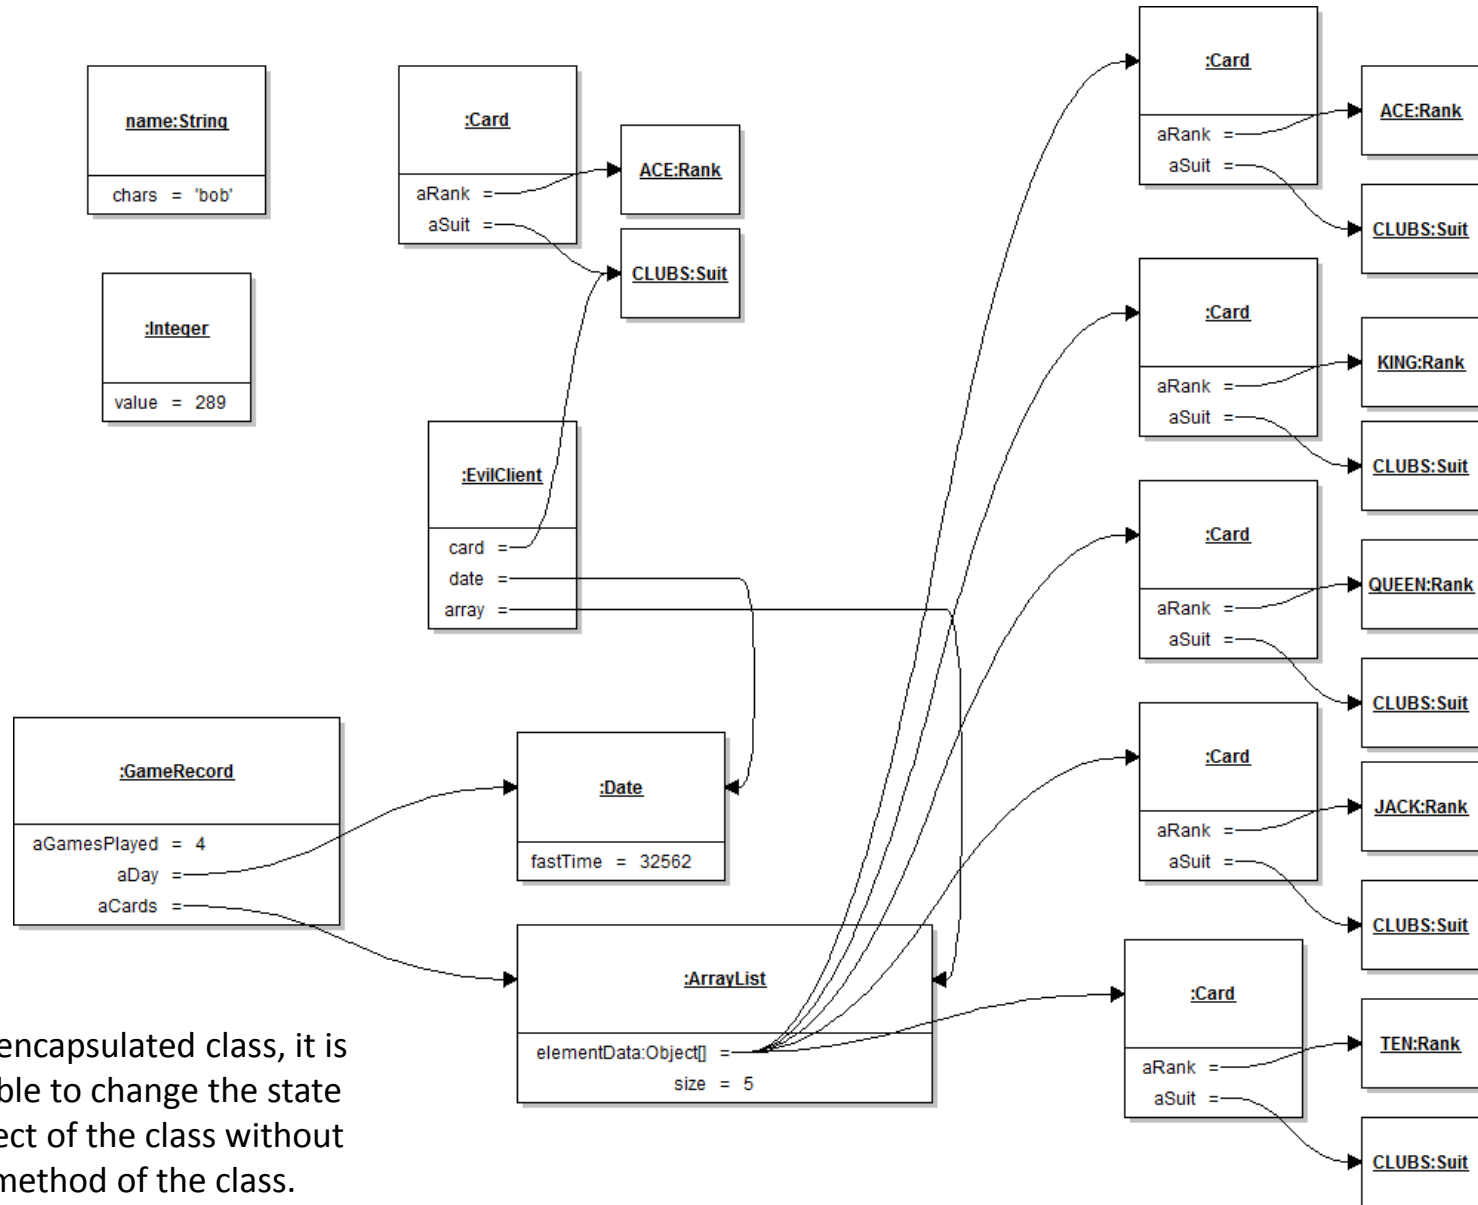 name:String
chars = 'bob'
:Integer
value = 289
:Card
aRank =
aSuit =
ACE:Rank
CLUBS:Suit
:EvilClient
card =
date =
array =
:GameRecord
aGamesPlayed = 4
aDay =
aCards =
:Date
fastTime = 32562
:ArrayList
elementData:Object[] =
size = 5
:Card
aRank =
aSuit =
ACE:Rank
CLUBS:Suit
:Card
aRank =
aSuit =
KING:Rank
CLUBS:Suit
:Card
aRank =
aSuit =
QUEEN:Rank
CLUBS:Suit
:Card
aRank =
aSuit =
JACK:Rank
CLUBS:Suit
:Card
aRank =
aSuit =
TEN:Rank
CLUBS:Suit
encapsulated class, it is
ble to change the state
ect of the class without
method of the class.